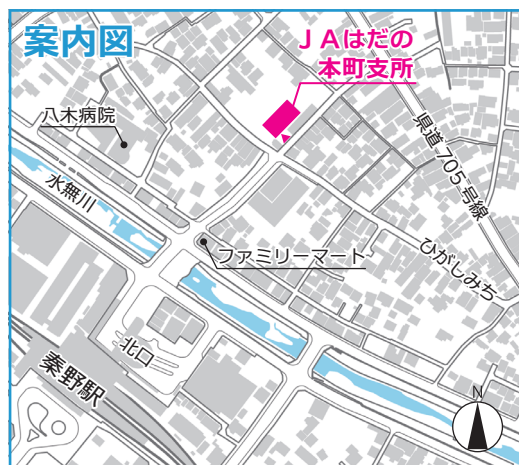 案内図
JAはだの
本町支所
八木病院
県道705号線
水無川
ひがしみち
ファミリーマート
北口
秦野駅
N